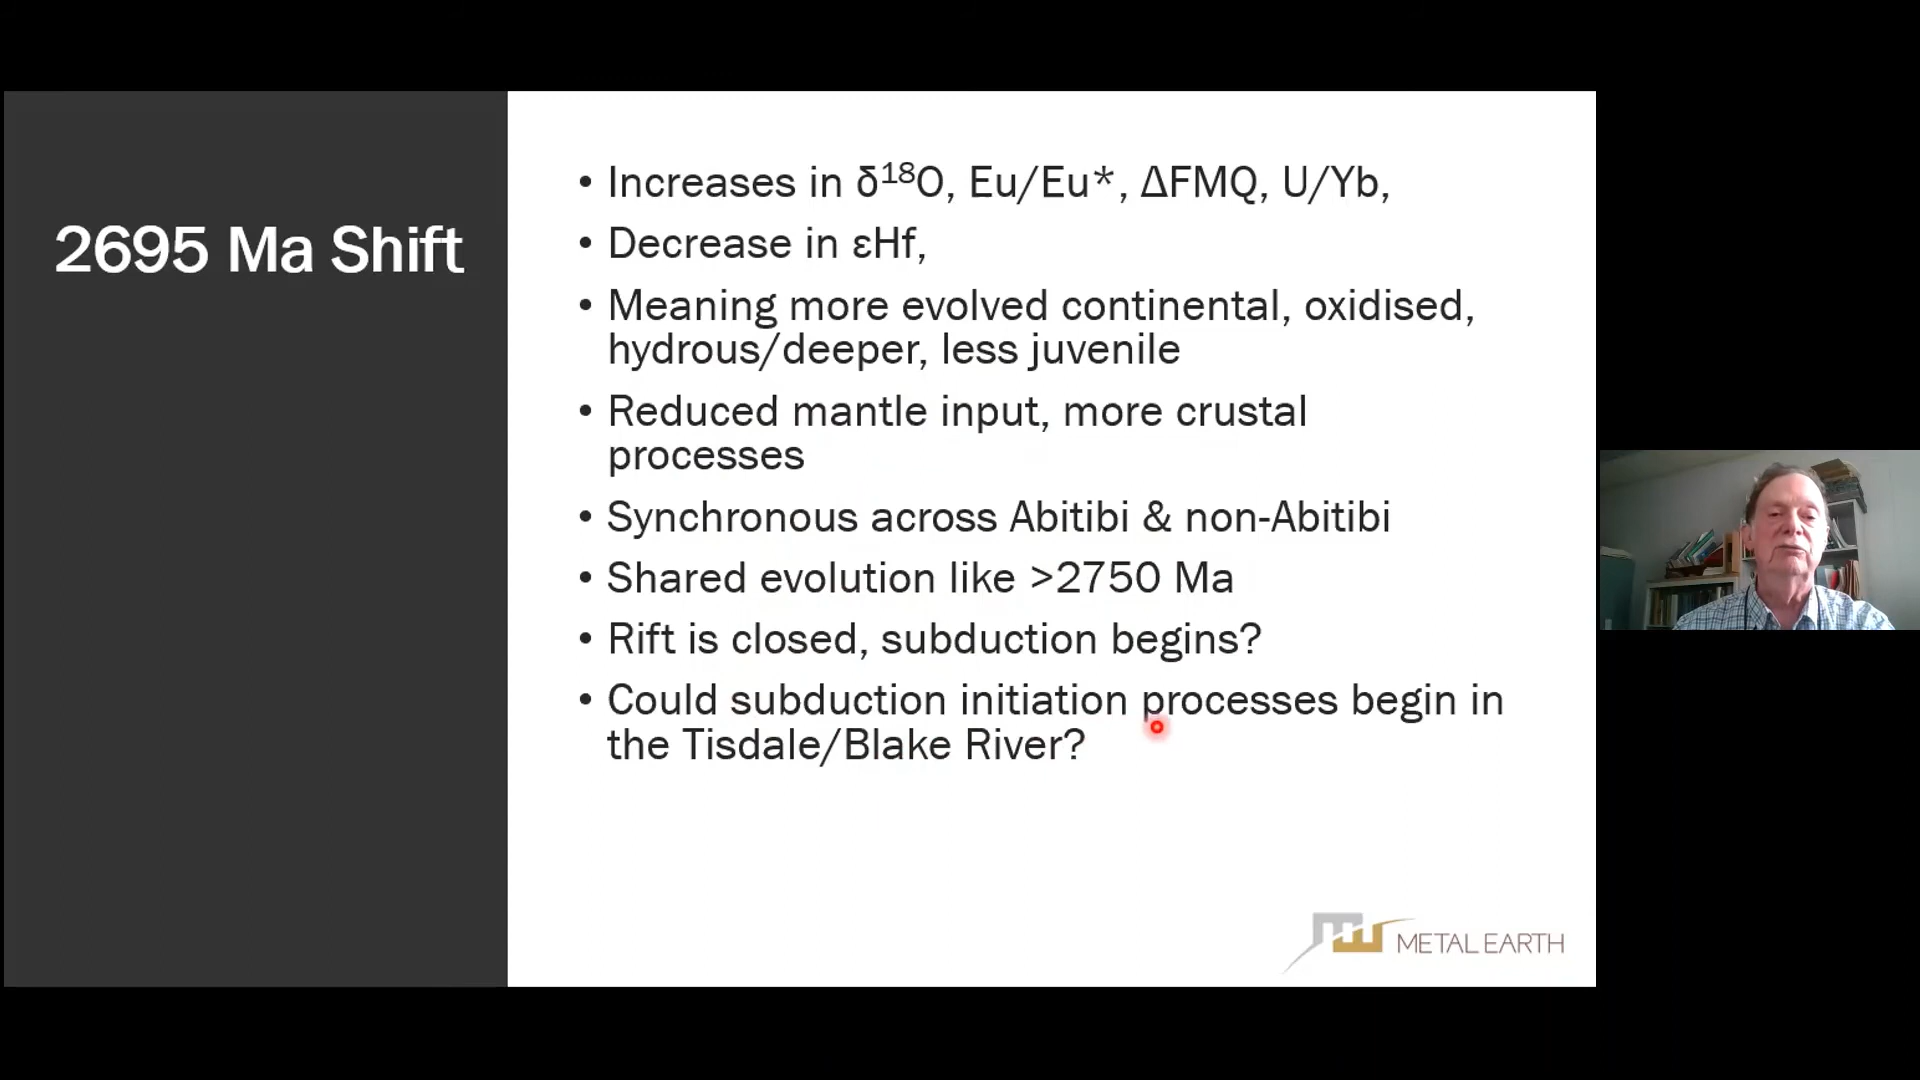 2695 Ma Shift
• Increases in δ¹⁸O, Eu/Eu*, ΔFMQ, U/Yb,
• Decrease in εHf,
• Meaning more evolved continental, oxidised,
hydrous/deeper, less juvenile
• Reduced mantle input, more crustal
processes
• Synchronous across Abitibi & non-Abitibi
• Shared evolution like >2750 Ma
• Rift is closed, subduction begins?
• Could subduction initiation processes begin in
the Tisdale/Blake River?
METAL EARTH